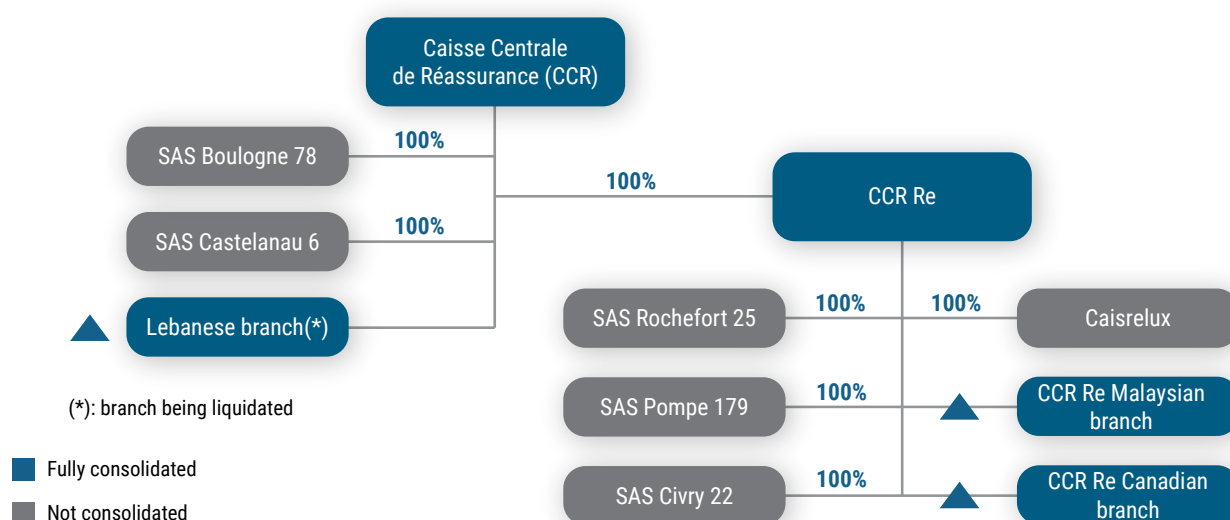 Caisse Centrale
de Réassurance (CCR)
SAS Boulogne 78
100%
100%
CCR Re
SAS Castelanau 6
100%
Lebanese branch(*)
SAS Rochefort 25
100%
100%
Caisrelux
(*): branch being liquidated
SAS Pompe 179
100%
CCR Re Malaysian
branch
Fully consolidated
SAS Civry 22
100%
CCR Re Canadian
branch
Not consolidated